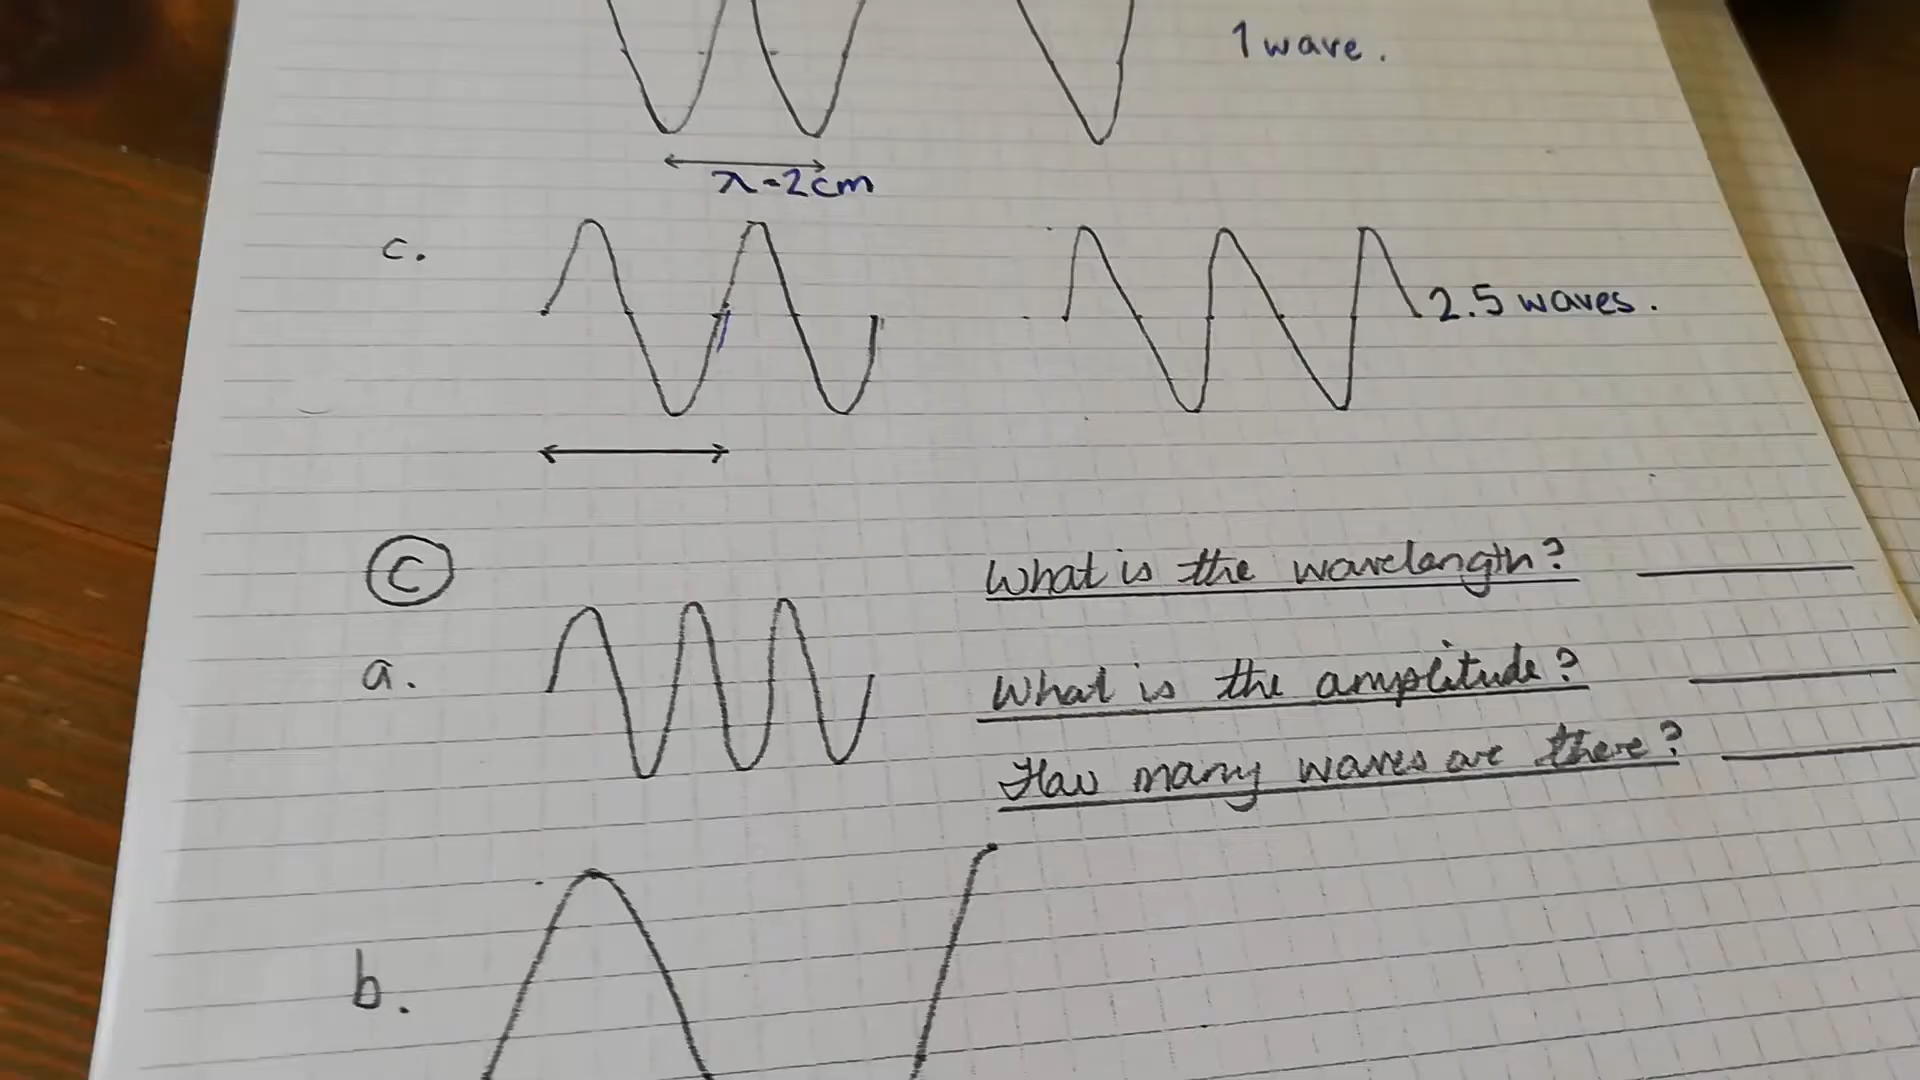 1 wave.
λ=2cm
c.
2.5 waves.
C
What is the wavelength?
a.
What is the amplitude?
How many waves are there?
b.